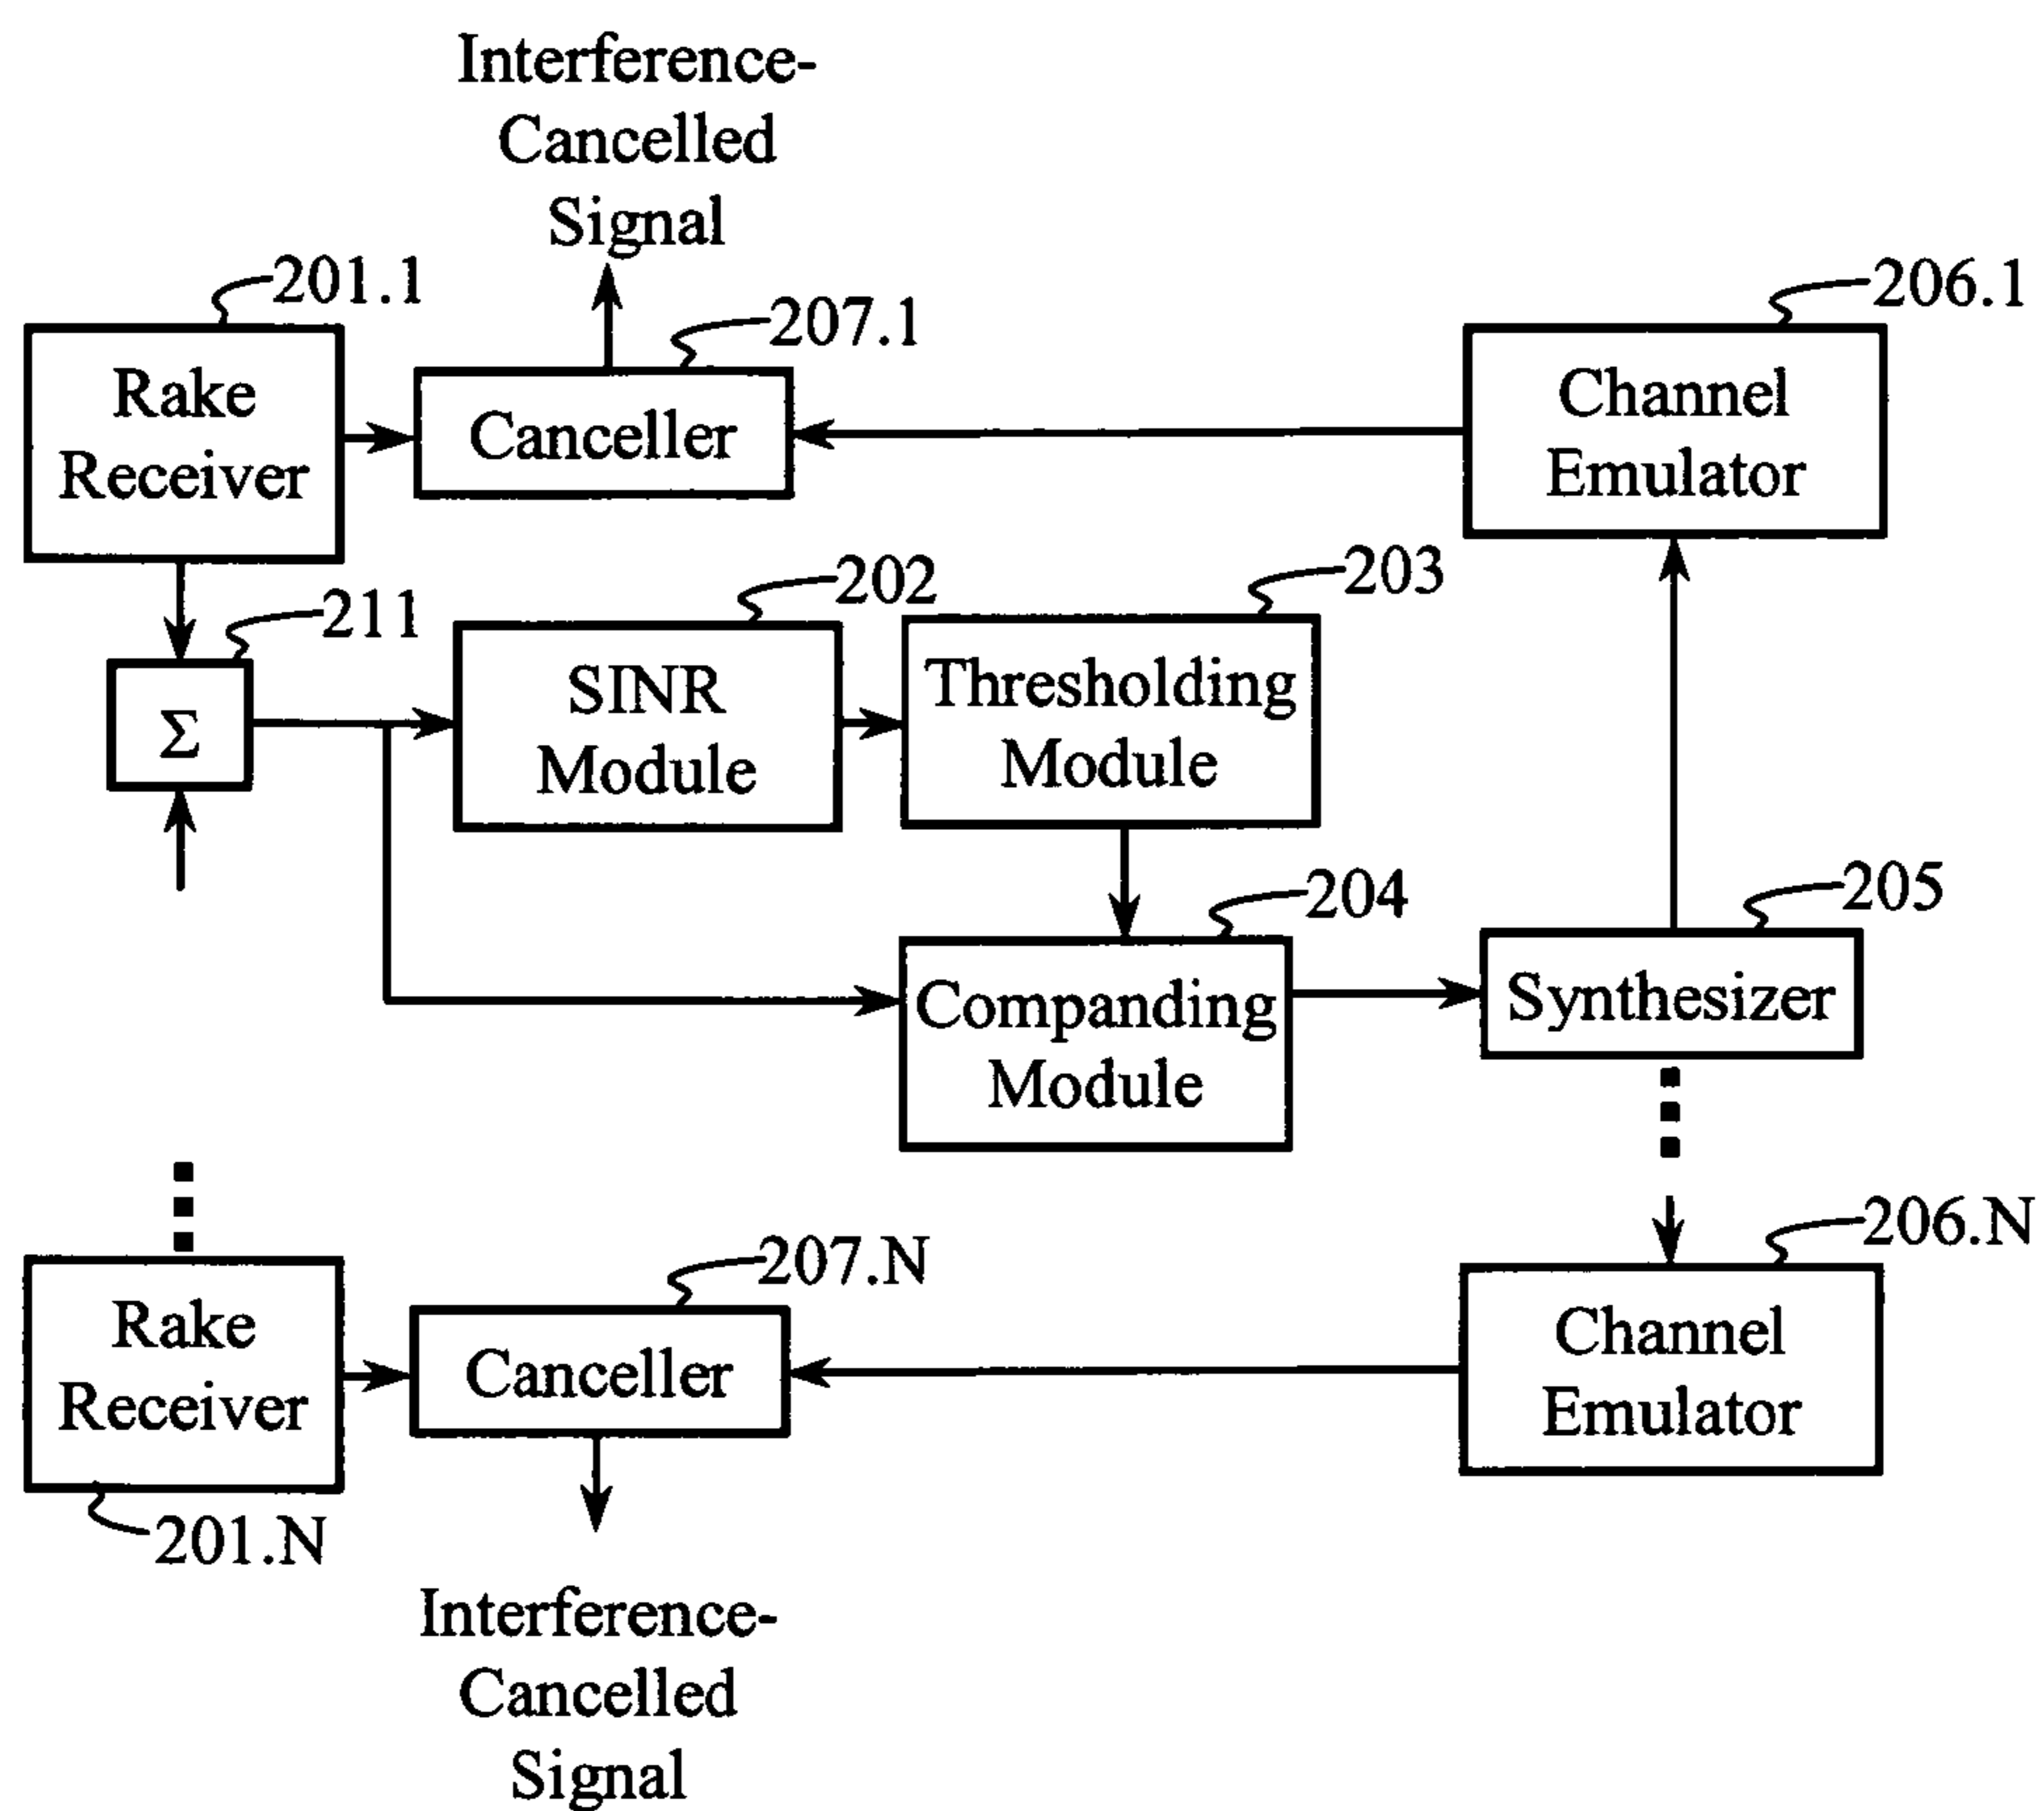 Interference-
Cancelled
Signal
201.1
207.1
206.1
Rake
Receiver
Canceller
Channel
Emulator
211
202
203
Σ
SINR
Module
Thresholding
Module
204
205
Companding
Module
Synthesizer
207.N
206.N
Rake
Receiver
Canceller
Channel
Emulator
201.N
Interference-
Cancelled
Signal